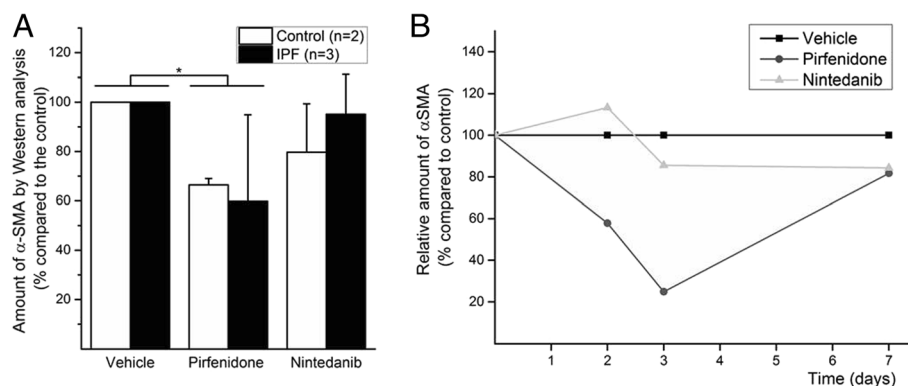 A
Amount of α-SMA by Western analysis
(% compared to the control)
120
100
80
60
40
20
Control (n=2)
IPF (n=3)
*
Vehicle
Pirfenidone
Nintedanib
B
Relative amount of αSMA
(% compared to control)
140
120
100
80
60
40
20
Vehicle
Pirfenidone
Nintedanib
1
2
3
4
5
6
7
Time (days)